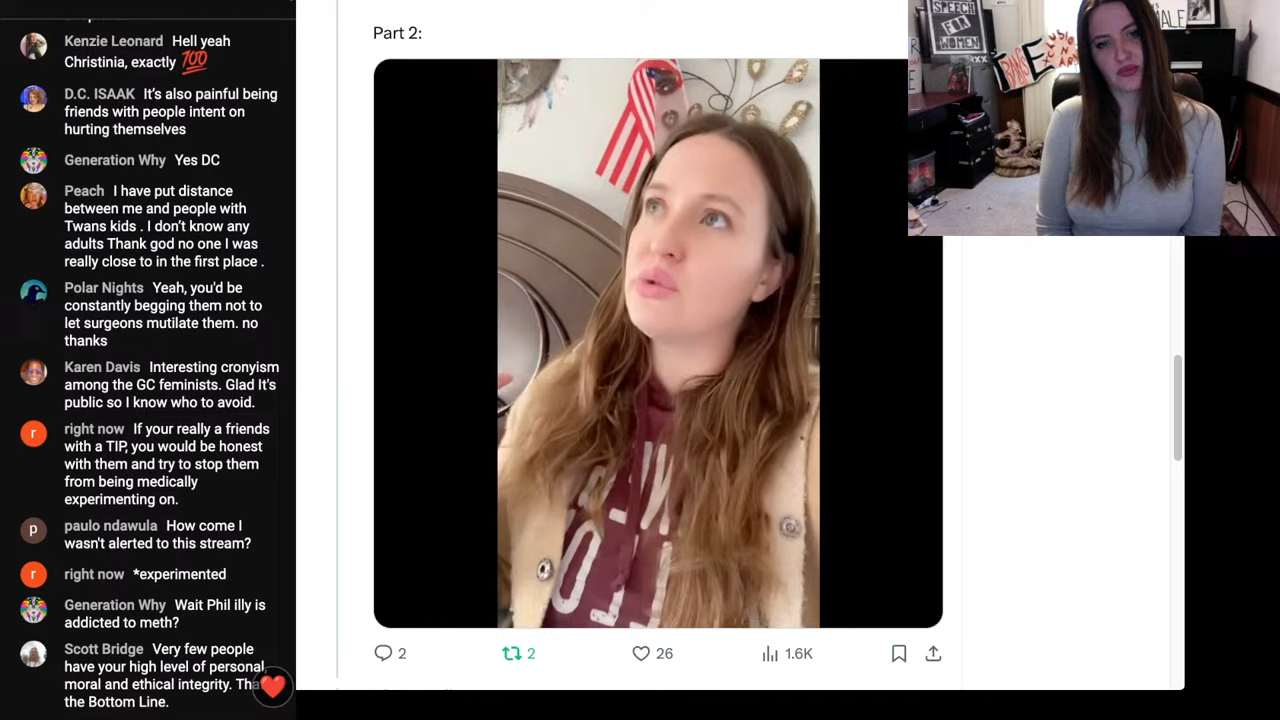 Kenzie Leonard Hell yeah
Christinia, exactly 💯
D.C. ISAAK It's also painful being
friends with people intent on
hurting themselves
Generation Why Yes DC
Peach I have put distance
between me and people with
Twans kids . I don't know any
adults Thank god no one I was
really close to in the first place .
Polar Nights Yeah, you'd be
constantly begging them not to
let surgeons mutilate them. no
thanks
Karen Davis Interesting cronyism
among the GC feminists. Glad It's
public so I know who to avoid.
r right now If your really a friends
with a TIP, you would be honest
with them and try to stop them
from being medically
experimenting on.
p paulo ndawula How come I
wasn't alerted to this stream?
r right now *experimented
Generation Why Wait Phil illy is
addicted to meth?
Scott Bridge Very few people
have your high level of personal,
moral and ethical integrity.
the Bottom Line.
Part 2:
2
2
26
1.6K
SPEECH
FOR
WOMEN